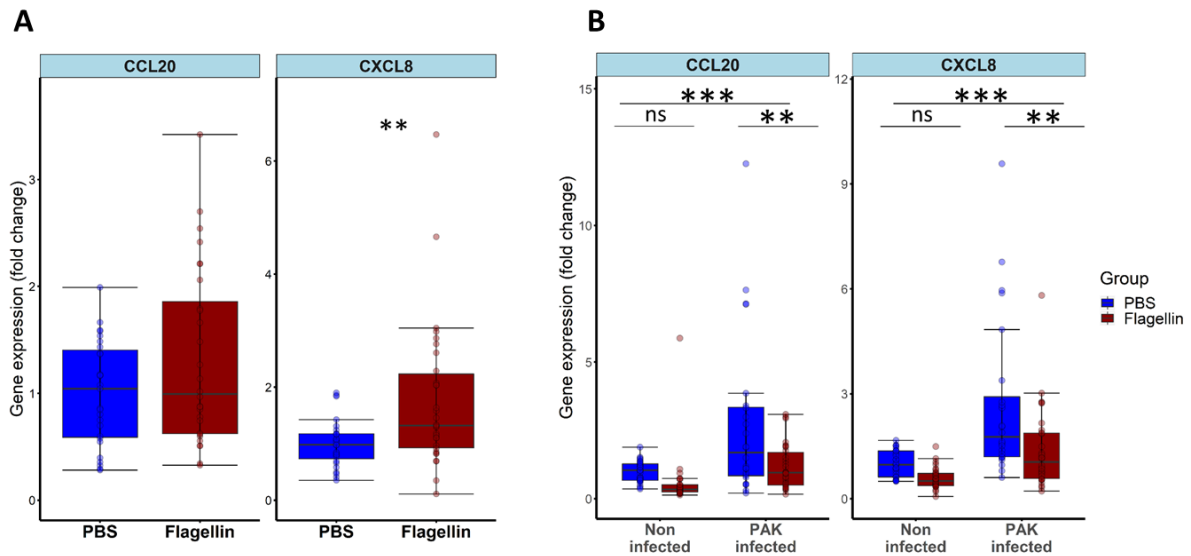 A
B
CCL20
CXCL8
CCL20
CXCL8
Gene expression (fold change)
3
2
1
0
**
6
4
2
0
PBS
Flagellin
PBS
Flagellin
Gene expression (fold change)
15
10
5
0
***
ns
**
12
9
6
3
0
***
ns
**
Non
infected
PAK
infected
Non
infected
PAK
infected
Group
PBS
Flagellin